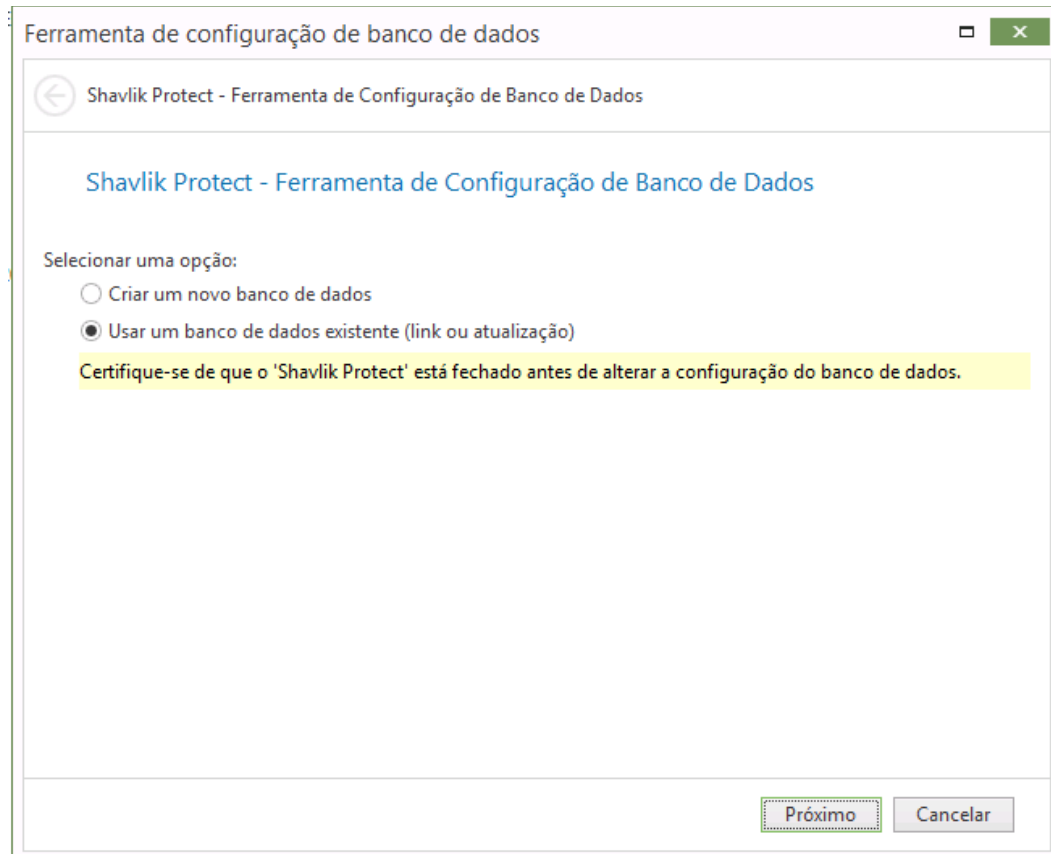 Ferramenta de configuração de banco de dados
Shavlik Protect - Ferramenta de Configuração de Banco de Dados
Shavlik Protect - Ferramenta de Configuração de Banco de Dados
Selecionar uma opção:
Criar um novo banco de dados
Usar um banco de dados existente (link ou atualização)
Certifique-se de que o 'Shavlik Protect' está fechado antes de alterar a configuração do banco de dados.
Próximo
Cancelar